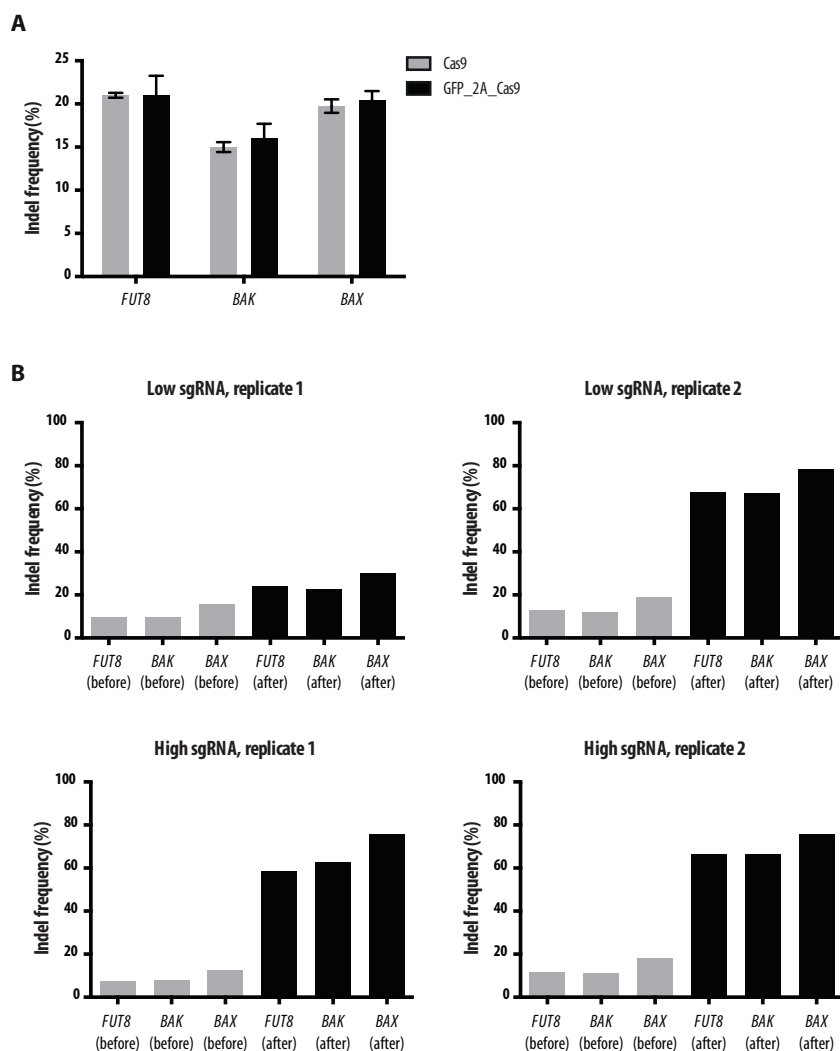 A
Indel frequency (%)
25
20
15
10
5
0
FUT8 BAK BAX
Cas9
GFP_2A_Cas9
B
Low sgRNA, replicate 1
Indel frequency (%)
100
80
60
40
20
0
FUT8 BAK BAX FUT8 BAK BAX
(before) (before) (before) (after) (after) (after)
Low sgRNA, replicate 2
Indel frequency (%)
100
80
60
40
20
0
FUT8 BAK BAX FUT8 BAK BAX
(before) (before) (before) (after) (after) (after)
High sgRNA, replicate 1
Indel frequency (%)
100
80
60
40
20
0
FUT8 BAK BAX FUT8 BAK BAX
(before) (before) (before) (after) (after) (after)
High sgRNA, replicate 2
Indel frequency (%)
100
80
60
40
20
0
FUT8 BAK BAX FUT8 BAK BAX
(before) (before) (before) (after) (after) (after)